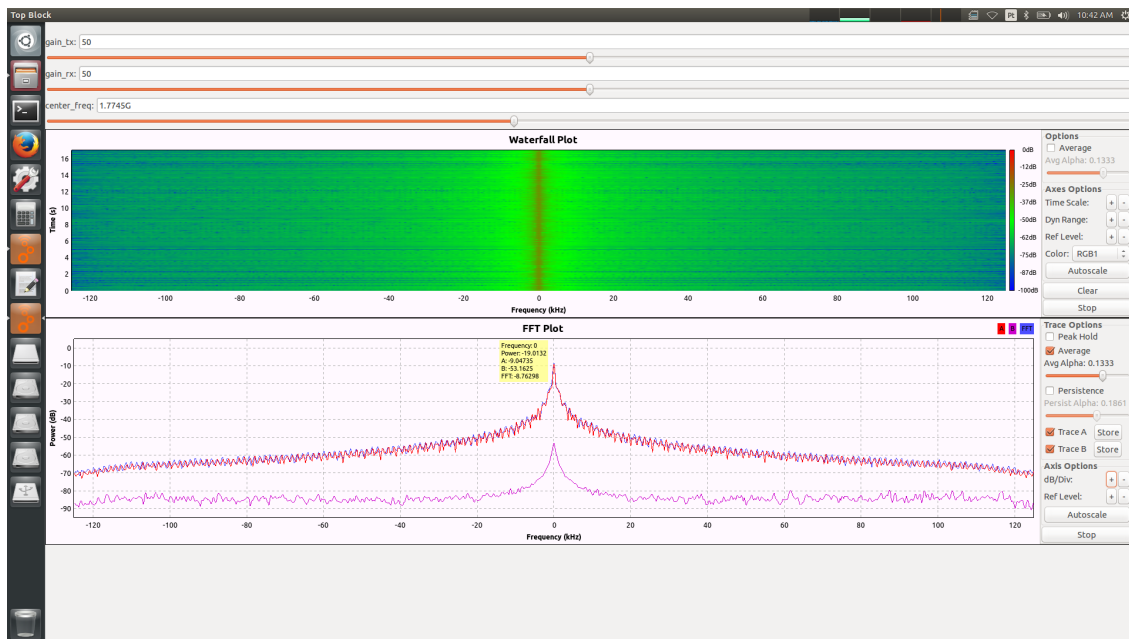 Top Block
Pt
10:42 AM
gain_tx: 50
gain_rx: 50
center_freq: 1.7745G
Waterfall Plot
Time (s)
16
14
12
10
8
6
4
2
0
-120 -100 -80 -60 -40 -20 0 20 40 60 80 100 120
Frequency (kHz)
0dB
-12dB
-25dB
-37dB
-50dB
-62dB
-75dB
-87dB
-100dB
Options
Average
Avg Alpha: 0.1333
Axes Options
Time Scale: + -
Dyn Range: + -
Ref Level: + -
Color: RGB1
Autoscale
Clear
Stop
FFT Plot
A B FFT
Frequency: 0
Power: -19.0132
A: -9.04735
B: -53.1625
FFT: -8.76298
Power (dB)
0
-10
-20
-30
-40
-50
-60
-70
-80
-90
-120 -100 -80 -60 -40 -20 0 20 40 60 80 100 120
Frequency (kHz)
Trace Options
Peak Hold
Average
Avg Alpha: 0.1333
Persistence
Persist Alpha: 0.1861
Trace A Store
Trace B Store
Axis Options
dB/Div: + -
Ref Level: + -
Autoscale
Stop